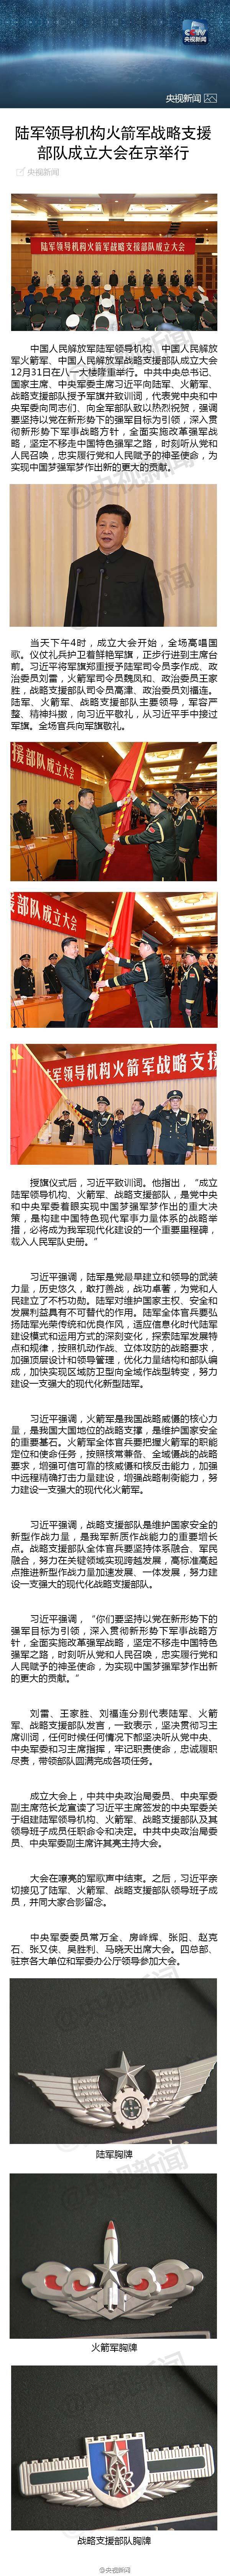 CCTV
央视新闻
央视新闻
陆军领导机构火箭军战略支援
部队成立大会在京举行
央视新闻
陆军领导机构火箭军战略支援部队成立大会
中国人民解放军陆军领导机构、中国人民解放
军火箭军、中国人民解放军战略支援部队成立大会
12月31日在八一大楼隆重举行。中共中央总书记、
国家主席、中央军委主席习近平向陆军、火箭军、
战略支援部队授予军旗并致训词，代表党中央和中
央军委向同志们、向全军部队致以热烈祝贺，强调
要坚持以党在新形势下的强军目标为引领，深入贯
彻新形势下军事战略方针，全面实施改革强军战
略，坚定不移走中国特色强军之路，时刻听从党和
人民召唤，忠实履行党和人民赋予的神圣使命，为
实现中国梦强军梦作出新的更大的贡献。
@央视新闻
当天下午4时，成立大会开始，全场高唱国
歌。仪仗礼兵护卫着鲜艳军旗，正步行进到主席台
前。习近平将军旗郑重授予陆军司令员李作成、政
治委员刘雷，火箭军司令员魏凤和、政治委员王家
胜，战略支援部队司令员高津、政治委员刘福连。
陆军、火箭军、战略支援部队主要领导，军容严
整、精神抖擞，向习近平敬礼，从习近平手中接过
军旗。全场官兵向军旗敬礼。
援部队成立大会
部队成立大会
陆军领导机构火箭军战略支援
授旗仪式后，习近平致训词。他指出，“成立
陆军领导机构、火箭军、战略支援部队，是党中央
和中央军委着眼实现中国梦强军梦作出的重大决
策，是构建中国特色现代军事力量体系的战略举
措，必将成为我军现代化建设的一个重要里程碑，
载入人民军队史册。”
习近平强调，陆军是党最早建立和领导的武装
力量，历史悠久，敢打善战，战功卓著，为党和人
民建立了不朽功勋。陆军对维护国家主权、安全和
发展利益具有不可替代的作用。陆军全体官兵要弘
扬陆军光荣传统和优良作风，适应信息化时代陆军
建设模式和运用方式的深刻变化，探索陆军发展特
点和规律，按照机动作战、立体攻防的战略要求，
加强顶层设计和领导管理，优化力量结构和部队编
成，加快实现区域防卫型向全域作战型转变，努力
建设一支强大的现代化新型陆军。
习近平强调，火箭军是我国战略威慑的核心力
量，是我国大国地位的战略支撑，是维护国家安全
的重要基石。火箭军全体官兵要把握火箭军的职能
定位和使命任务，按照核常兼备、全域慑战的战略
要求，增强可信可靠的核威慑和核反击能力，加强
中远程精确打击力量建设，增强战略制衡能力，努
力建设一支强大的现代化火箭军。
习近平强调，战略支援部队是维护国家安全的
新型作战力量，是我军新质作战能力的重要增长
点。战略支援部队全体官兵要坚持体系融合、军民
融合，努力在关键领域实现跨越发展，高标准高起
点推进新型作战力量加速发展、一体发展，努力建
设一支强大的现代化战略支援部队。
习近平强调，“你们要坚持以党在新形势下的
强军目标为引领，深入贯彻新形势下军事战略方
针，全面实施改革强军战略，坚定不移走中国特色
强军之路，时刻听从党和人民召唤，忠实履行党和
人民赋予的神圣使命，为实现中国梦强军梦作出新
的更大的贡献。”
刘雷、王家胜、刘福连分别代表陆军、火箭
军、战略支援部队发言，一致表示，坚决贯彻习主
席训词，任何时候任何情况下都坚决听从党中央、
中央军委和习主席指挥，牢记职责使命，忠诚履职
尽责，带领部队圆满完成各项任务。
成立大会上，中共中央政治局委员、中央军委
副主席范长龙宣读了习近平主席签发的中央军委关
于组建陆军领导机构、火箭军、战略支援部队及其
领导班子成员任职命令和决定。中共中央政治局委
员、中央军委副主席许其亮主持大会。
大会在嘹亮的军歌声中结束。之后，习近平亲
切接见了陆军、火箭军、战略支援部队领导班子成
员，并同大家合影留念。
中央军委委员常万全、房峰辉、张阳、赵克
石、张又侠、吴胜利、马晓天出席大会。四总部、
驻京各大单位和军委办公厅领导参加大会。
陆军胸牌
火箭军胸牌
战略支援部队胸牌
@央视新闻